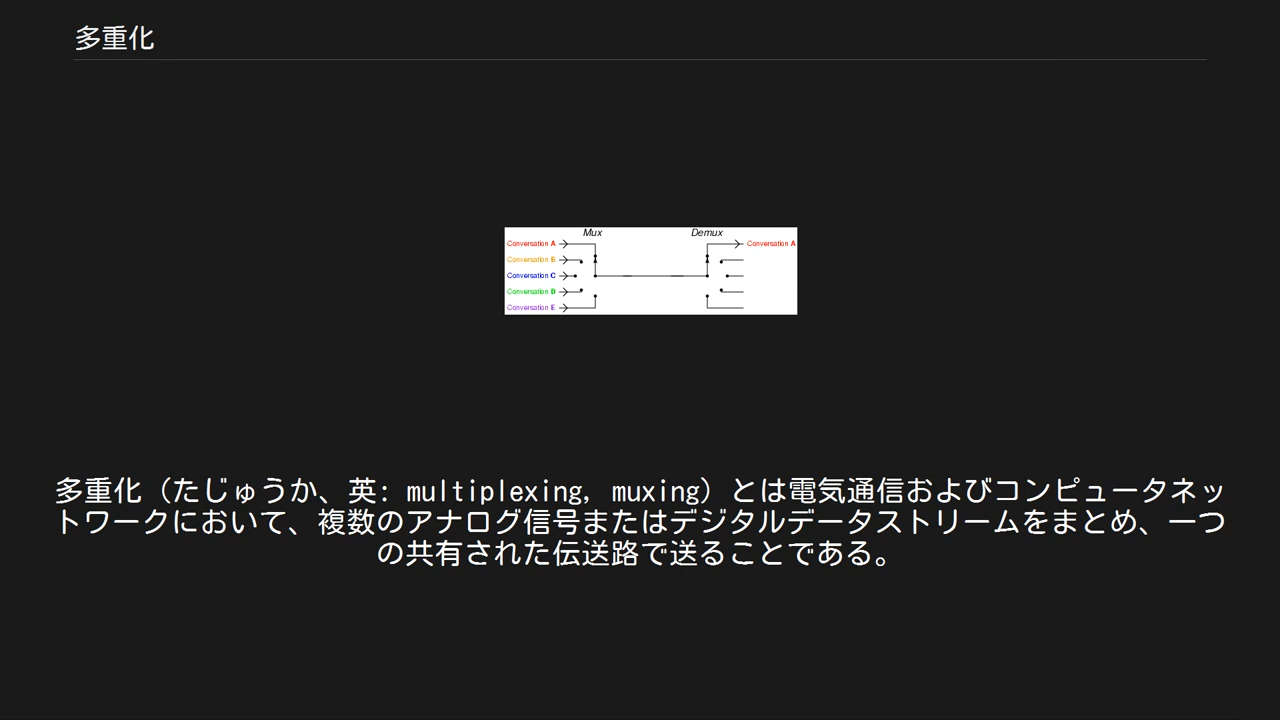 多重化
Mux Demux
Conversation A Conversation A
Conversation B
Conversation C
Conversation D
Conversation E
多重化（たじゅうか、英: multiplexing, muxing）とは電気通信およびコンピュータネッ
トワークにおいて、複数のアナログ信号またはデジタルデータストリームをまとめ、一つ
の共有された伝送路で送ることである。